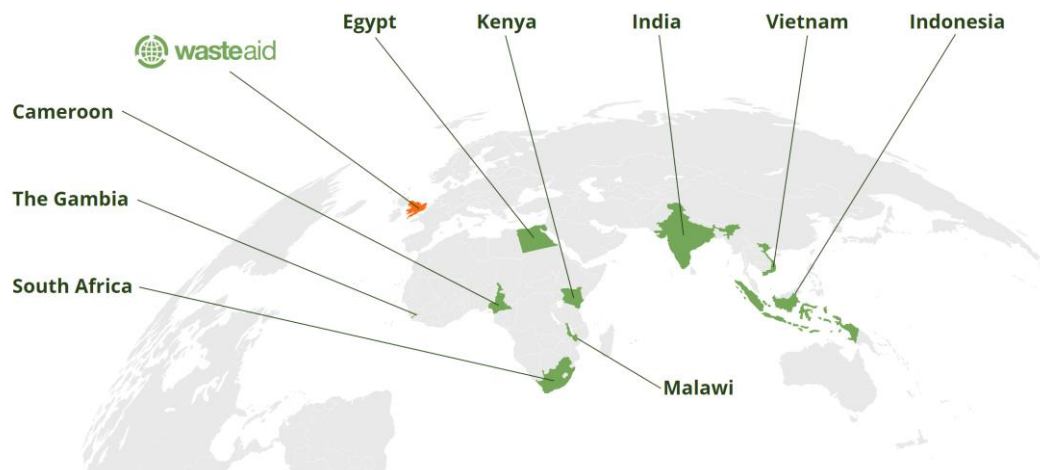 Egypt
Kenya
India
Vietnam
Indonesia
wasteaid
Cameroon
The Gambia
South Africa
Malawi